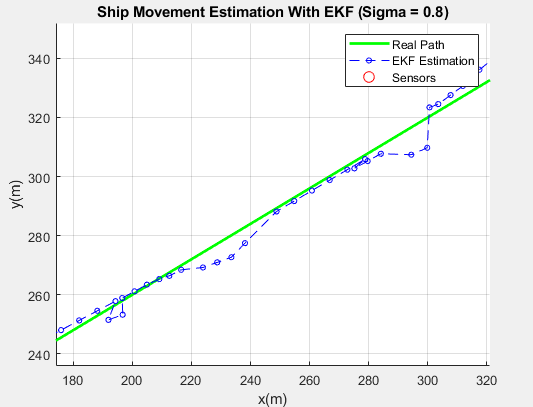 Ship Movement Estimation With EKF (Sigma = 0.8)
Real Path
EKF Estimation
Sensors
340
320
300
280
260
240
y(m)
180 200 220 240 260 280 300 320
x(m)